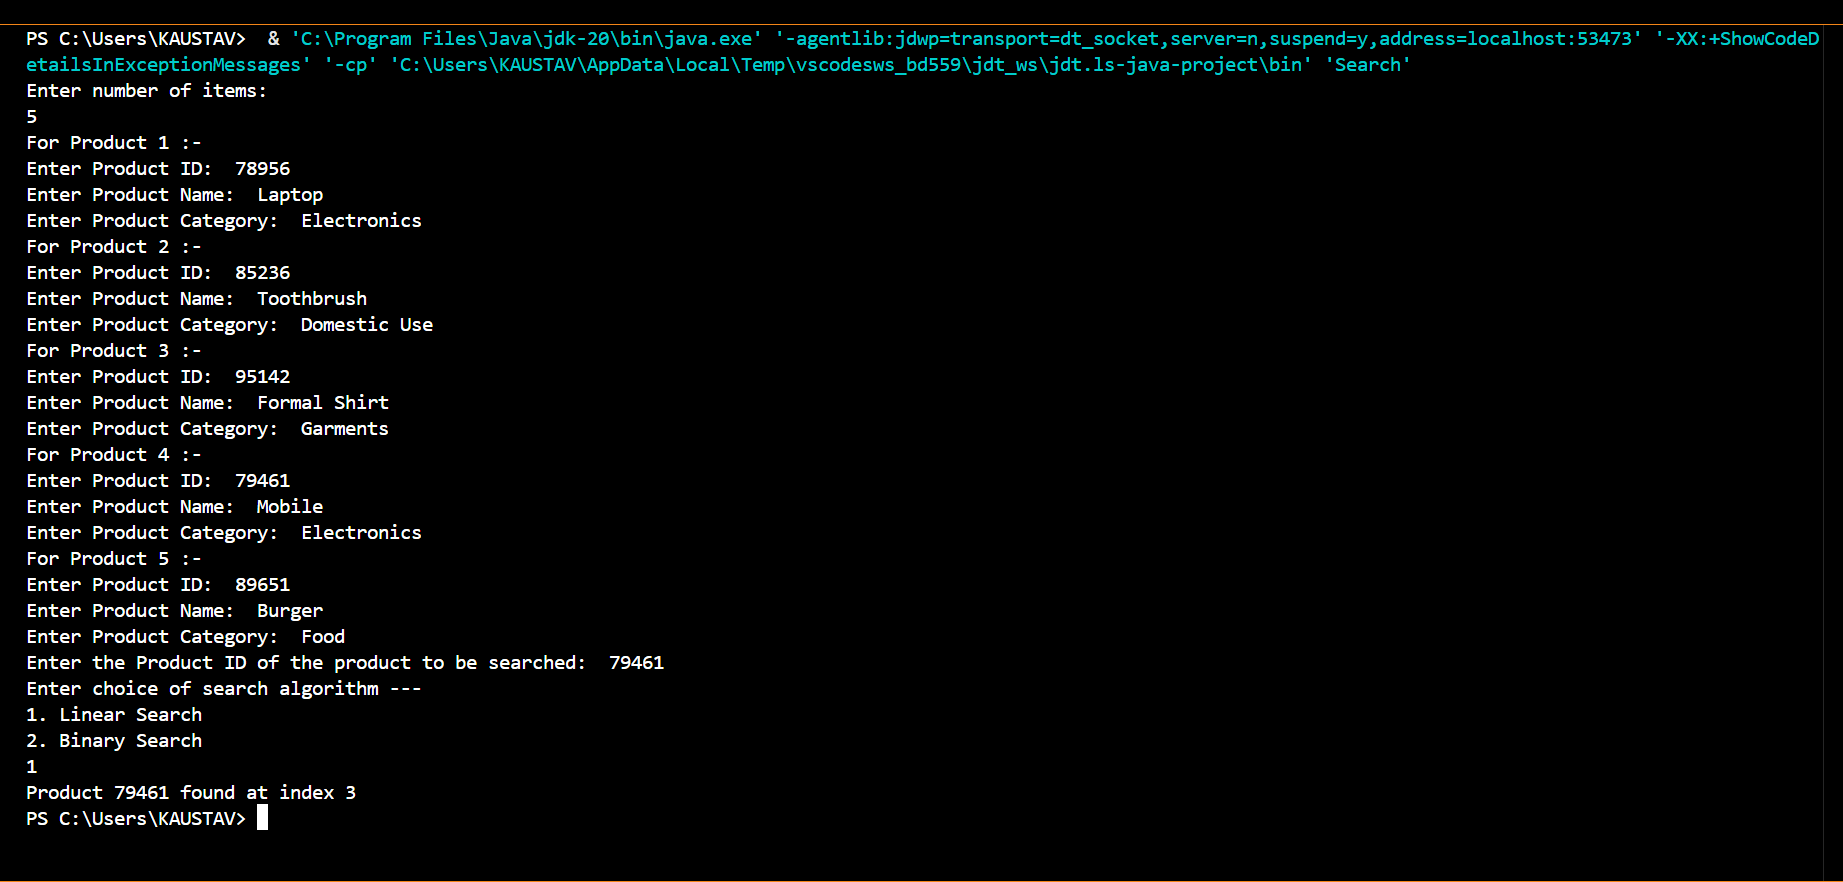 PS C:\Users\KAUSTAV>  & 'C:\Program Files\Java\jdk-20\bin\java.exe' '-agentlib:jdwp=transport=dt_socket,server=n,suspend=y,address=localhost:53473' '-XX:+ShowCodeD
etailsInExceptionMessages' '-cp' 'C:\Users\KAUSTAV\AppData\Local\Temp\vscodesws_bd559\jdt_ws\jdt.ls-java-project\bin' 'Search'
Enter number of items:
5
For Product 1 :-
Enter Product ID:  78956
Enter Product Name:  Laptop
Enter Product Category:  Electronics
For Product 2 :-
Enter Product ID:  85236
Enter Product Name:  Toothbrush
Enter Product Category:  Domestic Use
For Product 3 :-
Enter Product ID:  95142
Enter Product Name:  Formal Shirt
Enter Product Category:  Garments
For Product 4 :-
Enter Product ID:  79461
Enter Product Name:  Mobile
Enter Product Category:  Electronics
For Product 5 :-
Enter Product ID:  89651
Enter Product Name:  Burger
Enter Product Category:  Food
Enter the Product ID of the product to be searched:  79461
Enter choice of search algorithm ---
1. Linear Search
2. Binary Search
1
Product 79461 found at index 3
PS C:\Users\KAUSTAV>